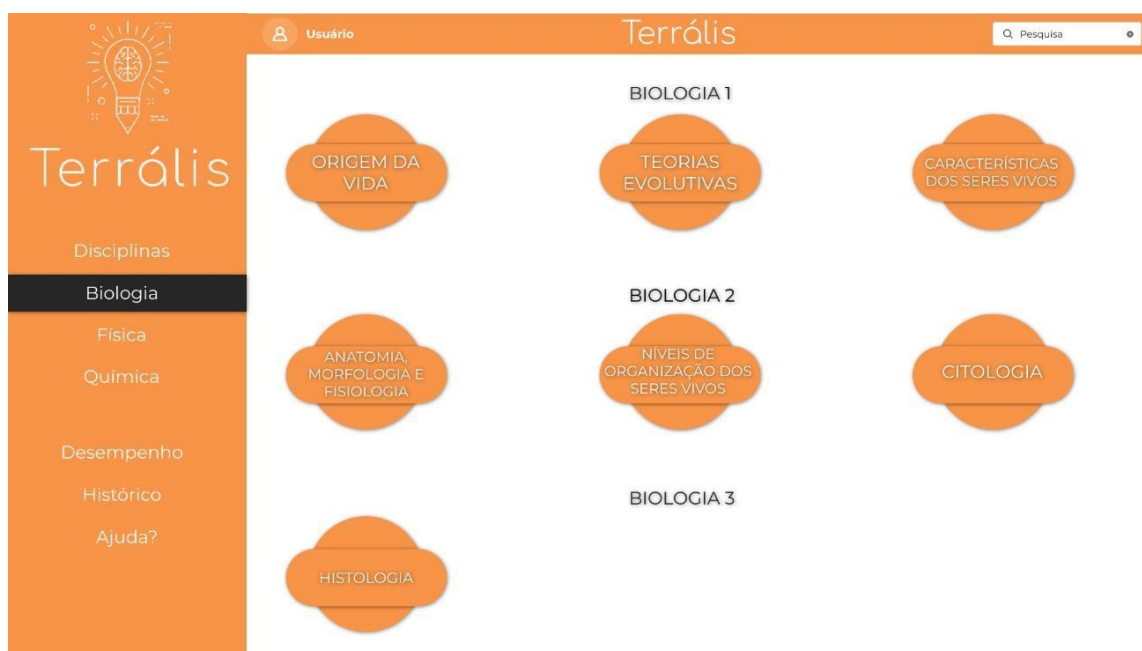 Terrális
Disciplinas
Biologia
Física
Química
Desempenho
Histórico
Ajuda?
Usuário
Terrális
Pesquisa
BIOLOGIA 1
ORIGEM DA
VIDA
TEORIAS
EVOLUTIVAS
CARACTERÍSTICAS
DOS SERES VIVOS
BIOLOGIA 2
ANATOMIA,
MORFOLOGIA E
FISIOLOGIA
NÍVEIS DE
ORGANIZAÇÃO DOS
SERES VIVOS
CITOLOGIA
BIOLOGIA 3
HISTOLOGIA